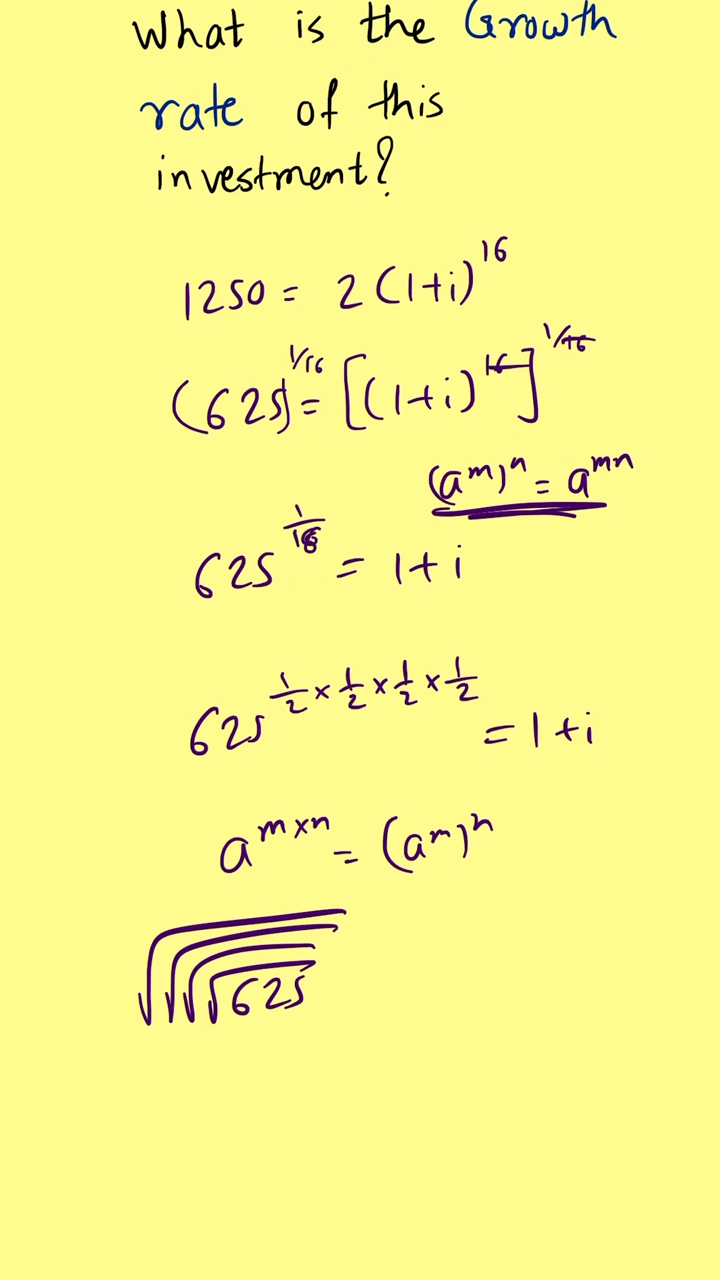 What is the Growth
rate of this
investment?
1250 = 2(1+i)^16
(625)^1/16 = [(1+i)^16]^1/16
(a^m)^n = a^mn
625^1/16 = 1+i
625^1/2 × 1/2 × 1/2 × 1/2 = 1+i
a^m×n = (a^m)^n
√√√√625